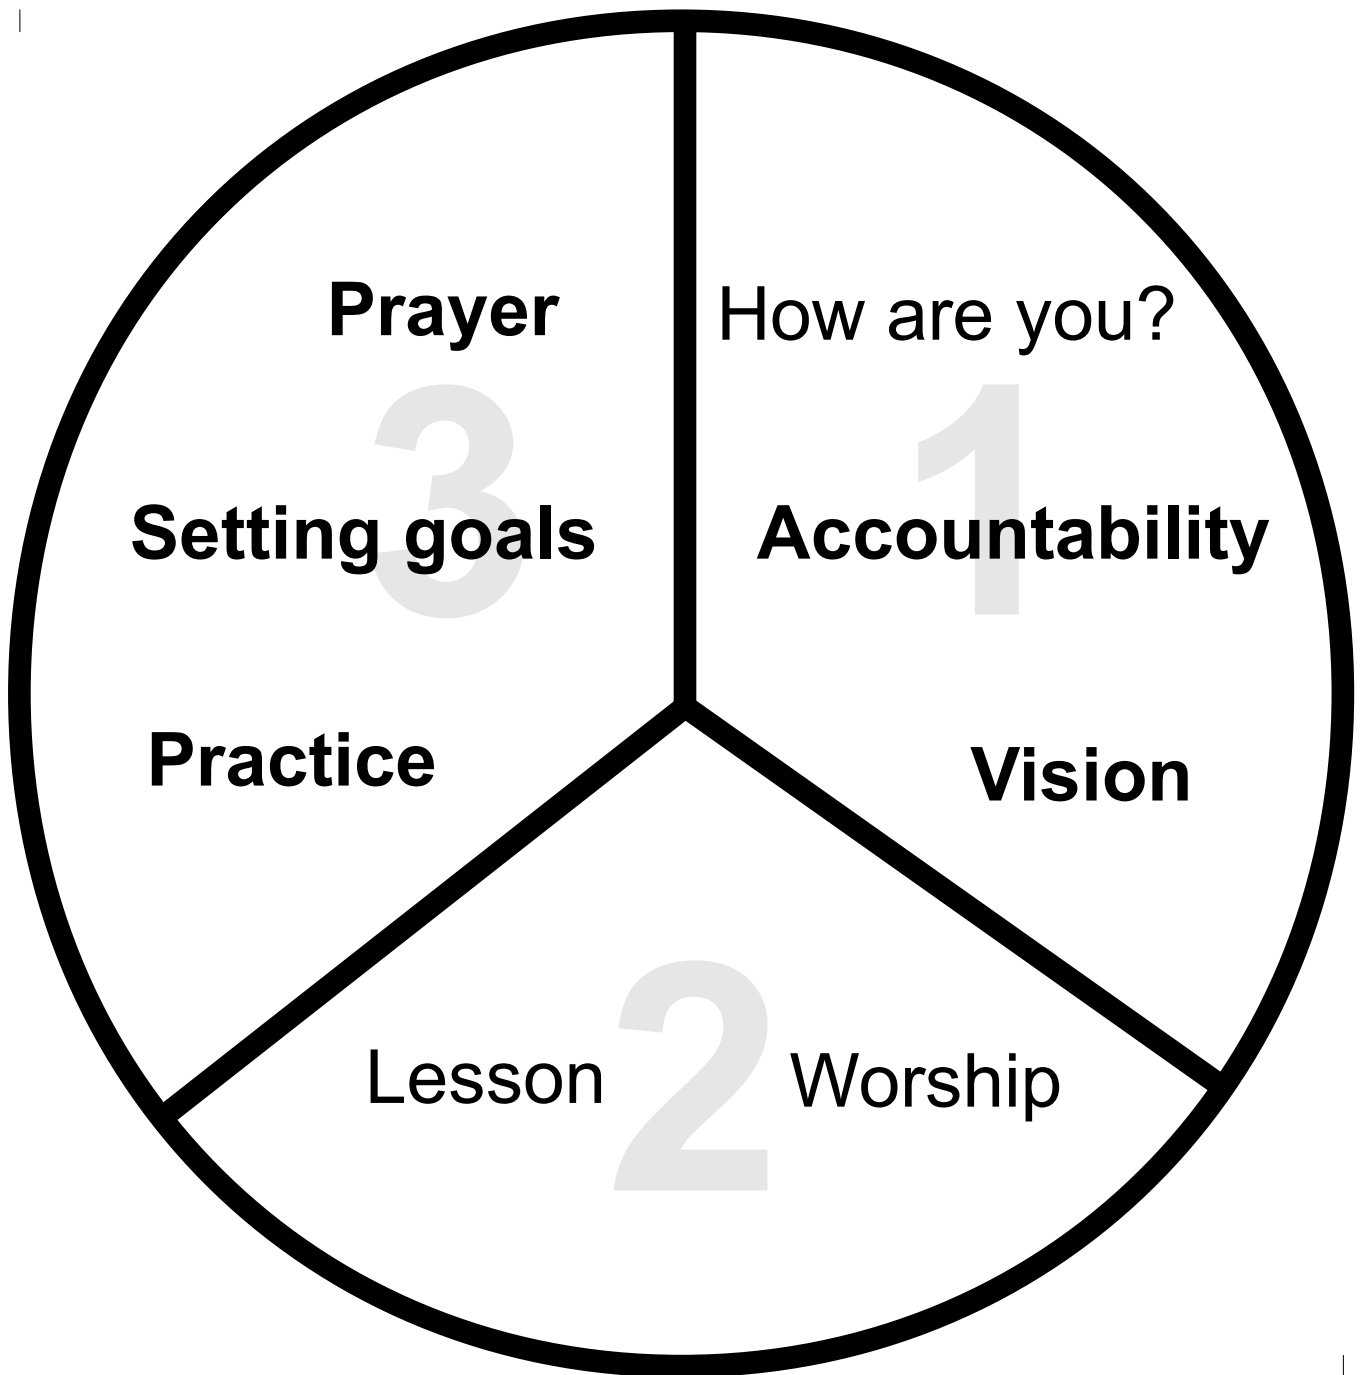 How are you?
1
Accountability
Vision
2
Worship
Lesson
3
Practice
Setting goals
Prayer